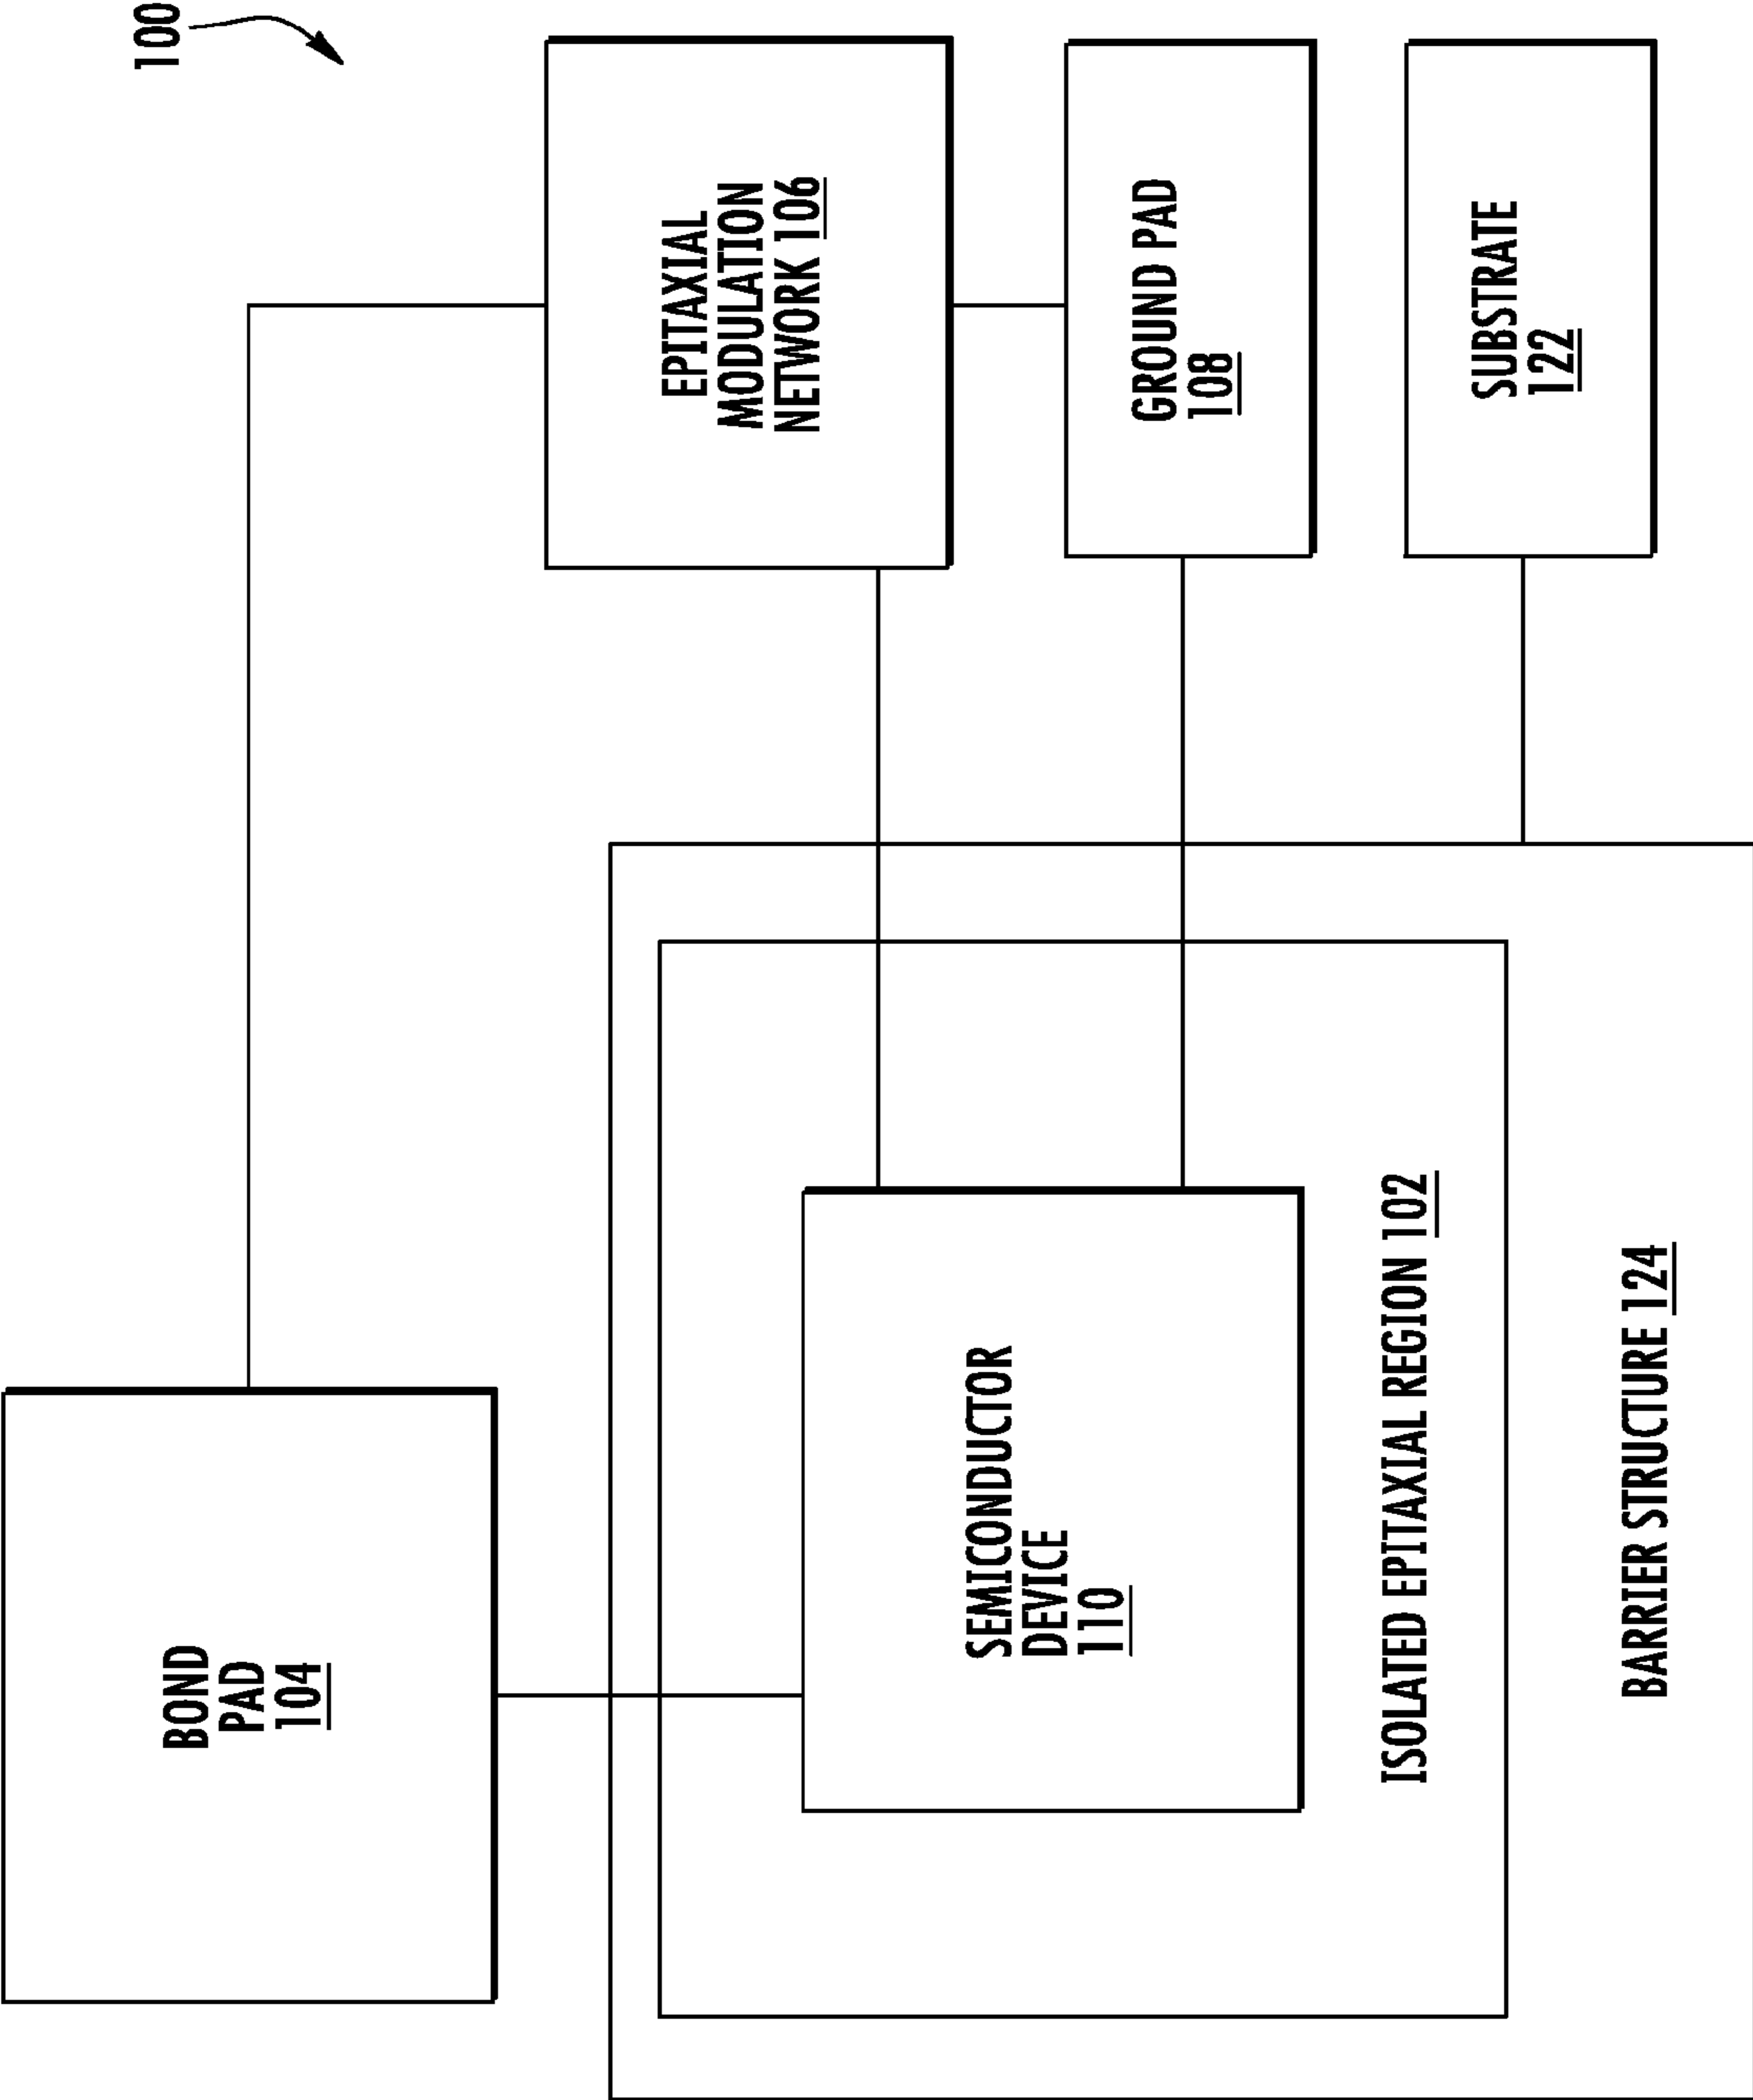 100
BOND
PAD
104
EPITAXIAL
MODULATION
NETWORK 106
SEMICONDUCTOR
DEVICE
110
GROUND PAD
108
ISOLATED EPITAXIAL REGION 102
SUBSTRATE
122
BARRIER STRUCTURE 124